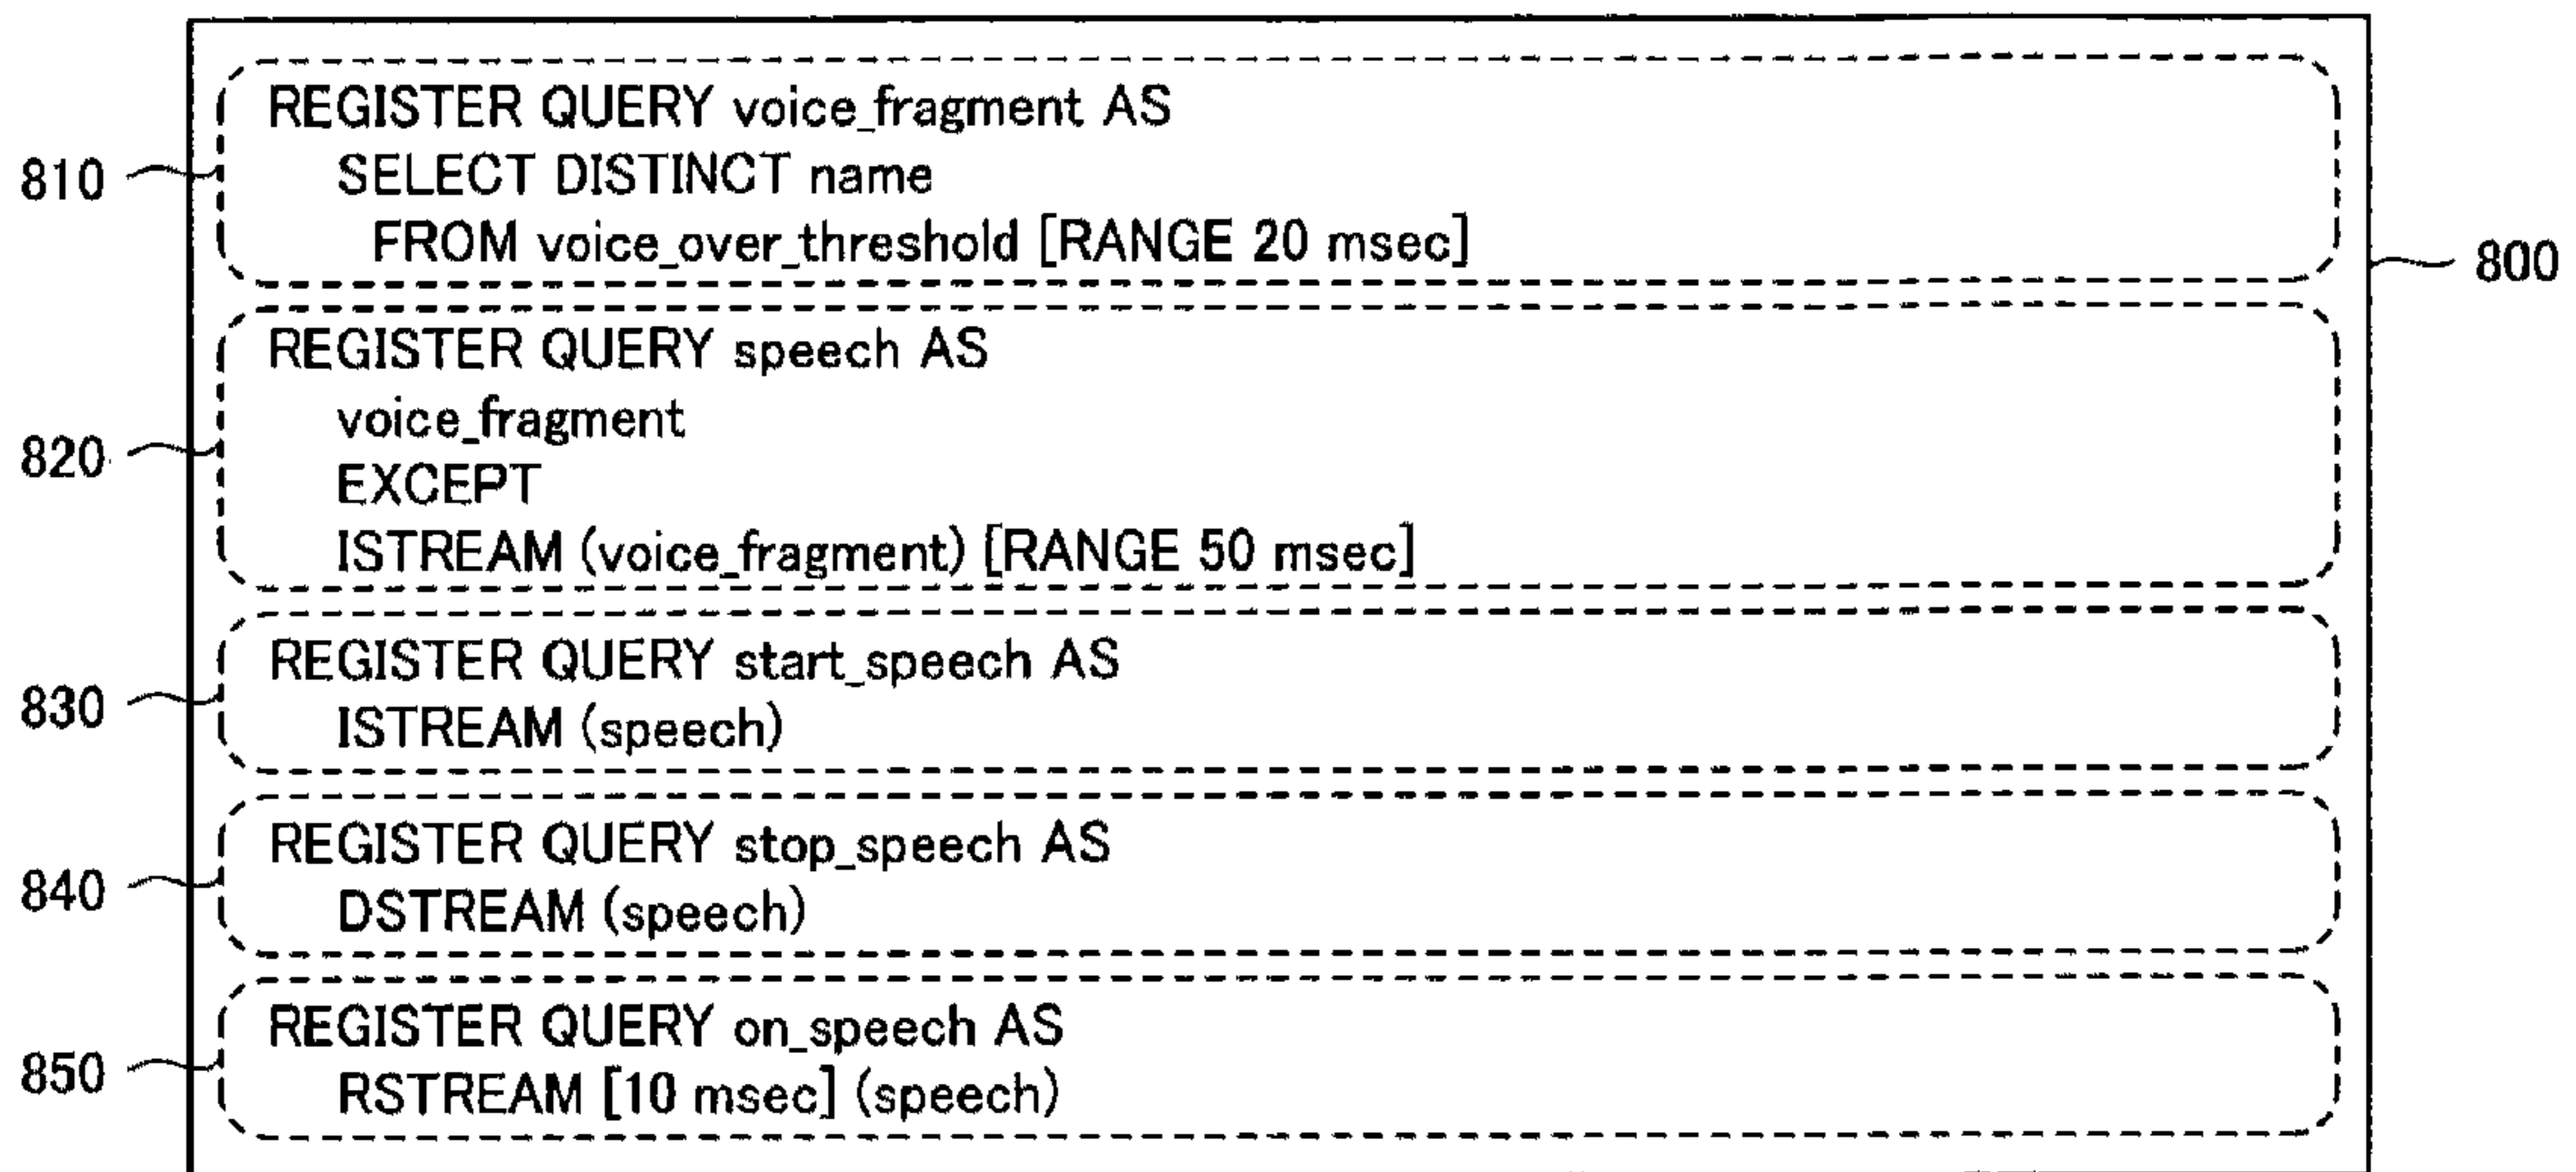 REGISTER QUERY voice_fragment AS
SELECT DISTINCT name
FROM voice_over_threshold [RANGE 20 msec]
810
800
REGISTER QUERY speech AS
voice_fragment
EXCEPT
ISTREAM (voice_fragment) [RANGE 50 msec]
820
REGISTER QUERY start_speech AS
ISTREAM (speech)
830
REGISTER QUERY stop_speech AS
DSTREAM (speech)
840
REGISTER QUERY on_speech AS
RSTREAM [10 msec] (speech)
850